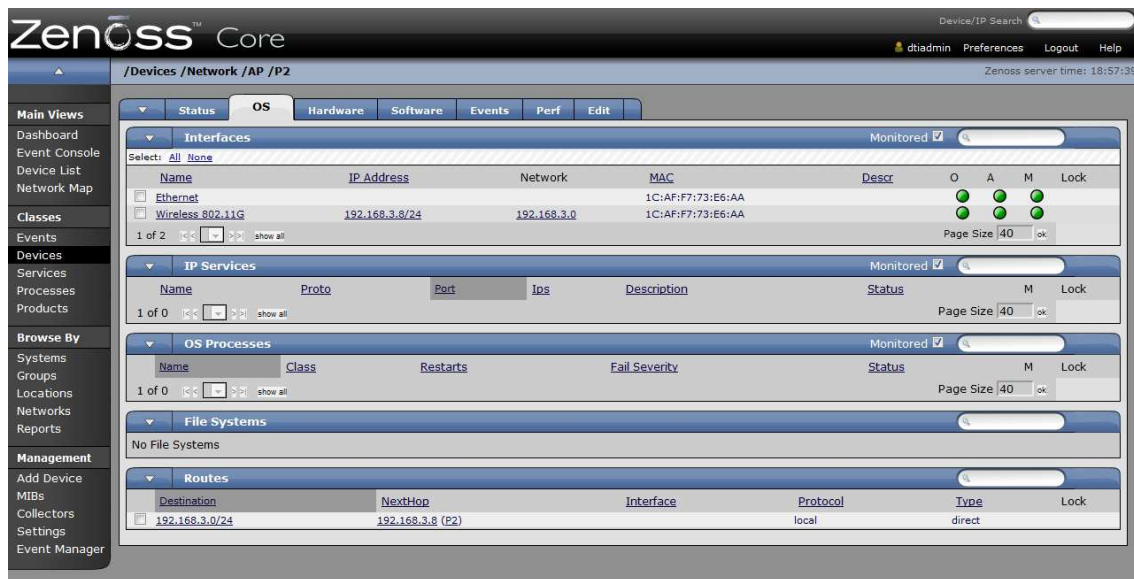 Zenoss™ Core
Device/IP Search
dtiadmin Preferences Logout Help
/Devices /Network /AP /P2
Zenoss server time: 18:57:39
Main Views
Dashboard
Event Console
Device List
Network Map
Classes
Events
Devices
Services
Processes
Products
Browse By
Systems
Groups
Locations
Networks
Reports
Management
Add Device
MIBs
Collectors
Settings
Event Manager
Status OS Hardware Software Events Perf Edit
Interfaces Monitored
Select: All None
Name IP Address Network MAC Descr O A M Lock
Ethernet 1C:AF:F7:73:E6:AA
Wireless 802.11G 192.168.3.8/24 192.168.3.0 1C:AF:F7:73:E6:AA
1 of 2 show all Page Size 40 ok
IP Services Monitored
Name Proto Port Ips Description Status M Lock
1 of 0 show all Page Size 40 ok
OS Processes Monitored
Name Class Restarts Fail Severity Status M Lock
1 of 0 show all Page Size 40 ok
File Systems
No File Systems
Routes
Destination NextHop Interface Protocol Type Lock
192.168.3.0/24 192.168.3.8 (P2) local direct